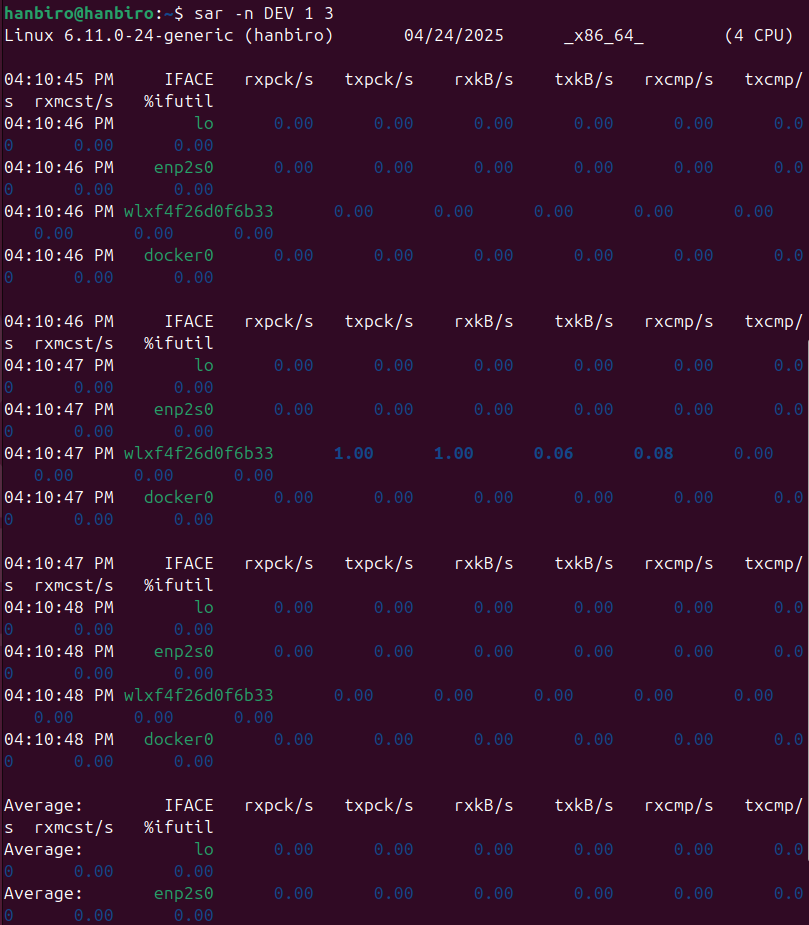 hanbiro@hanbiro:~$ sar -n DEV 1 3
Linux 6.11.0-24-generic (hanbiro)       04/24/2025      _x86_64_        (4 CPU)

04:10:45 PM     IFACE   rxpck/s   txpck/s    rxkB/s    txkB/s   rxcmp/s   txcmp/
s  rxmcst/s   %ifutil
04:10:46 PM        lo      0.00      0.00      0.00      0.00      0.00      0.0
0      0.00      0.00
04:10:46 PM    enp2s0      0.00      0.00      0.00      0.00      0.00      0.0
0      0.00      0.00
04:10:46 PM wlxf4f26d0f6b33      0.00      0.00      0.00      0.00      0.00
   0.00      0.00      0.00
04:10:46 PM   docker0      0.00      0.00      0.00      0.00      0.00      0.0
0      0.00      0.00

04:10:46 PM     IFACE   rxpck/s   txpck/s    rxkB/s    txkB/s   rxcmp/s   txcmp/
s  rxmcst/s   %ifutil
04:10:47 PM        lo      0.00      0.00      0.00      0.00      0.00      0.0
0      0.00      0.00
04:10:47 PM    enp2s0      0.00      0.00      0.00      0.00      0.00      0.0
0      0.00      0.00
04:10:47 PM wlxf4f26d0f6b33      1.00      1.00      0.06      0.08      0.00
   0.00      0.00      0.00
04:10:47 PM   docker0      0.00      0.00      0.00      0.00      0.00      0.0
0      0.00      0.00

04:10:47 PM     IFACE   rxpck/s   txpck/s    rxkB/s    txkB/s   rxcmp/s   txcmp/
s  rxmcst/s   %ifutil
04:10:48 PM        lo      0.00      0.00      0.00      0.00      0.00      0.0
0      0.00      0.00
04:10:48 PM    enp2s0      0.00      0.00      0.00      0.00      0.00      0.0
0      0.00      0.00
04:10:48 PM wlxf4f26d0f6b33      0.00      0.00      0.00      0.00      0.00
   0.00      0.00      0.00
04:10:48 PM   docker0      0.00      0.00      0.00      0.00      0.00      0.0
0      0.00      0.00

Average:        IFACE   rxpck/s   txpck/s    rxkB/s    txkB/s   rxcmp/s   txcmp/
s  rxmcst/s   %ifutil
Average:           lo      0.00      0.00      0.00      0.00      0.00      0.0
0      0.00      0.00
Average:       enp2s0      0.00      0.00      0.00      0.00      0.00      0.0
0      0.00      0.00